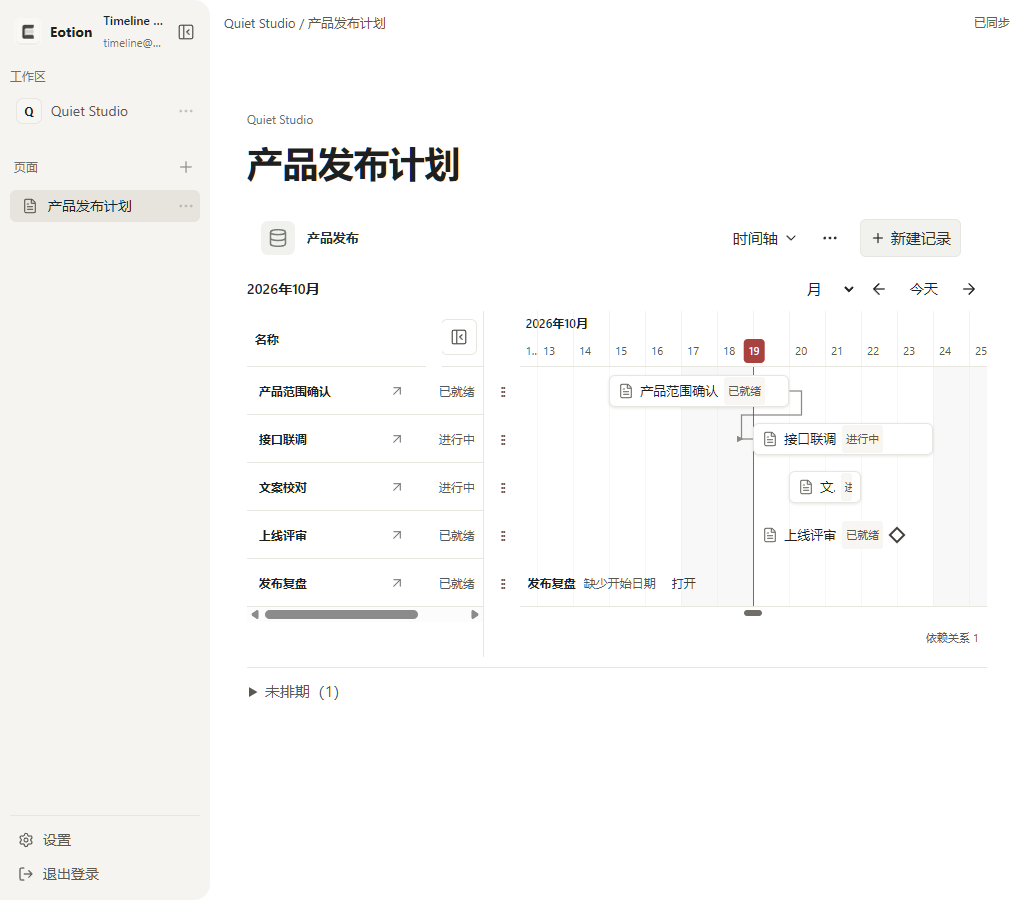 Eotion
Timeline ...
timeline@...
工作区
Q Quiet Studio
页面
产品发布计划
设置
退出登录
Quiet Studio / 产品发布计划
已同步
Quiet Studio
产品发布计划
产品发布
时间轴
新建记录
2026年10月
月
今天
名称
2026年10月
1.. 13 14 15 16 17 18 19 20 21 22 23 24 25
产品范围确认 已就绪
产品范围确认 已就绪
接口联调 进行中
接口联调 进行中
文案校对 进行中
文. 进
上线评审 已就绪
上线评审 已就绪
发布复盘 已就绪
发布复盘 缺少开始日期 打开
依赖关系 1
未排期 (1)